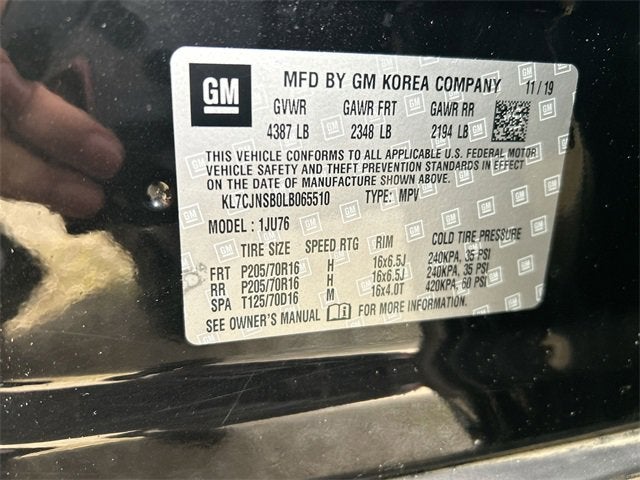 GM
MFD BY GM KOREA COMPANY 11/19
GVWR GAWR FRT GAWR RR
4387 LB 2348 LB 2194 LB
THIS VEHICLE CONFORMS TO ALL APPLICABLE U.S. FEDERAL MOTOR
VEHICLE SAFETY AND THEFT PREVENTION STANDARDS IN EFFECT
ON THE DATE OF MANUFACTURE SHOWN ABOVE.
KL7CJNSB0LB065510 TYPE: MPV
MODEL : 1JU76
TIRE SIZE SPEED RTG RIM COLD TIRE PRESSURE
FRT P205/70R16 H 16x6.5J 240KPA, 35 PSI
RR P205/70R16 H 16x6.5J 240KPA, 35 PSI
SPA T125/70D16 M 16x4.0T 420KPA, 60 PSI
SEE OWNER'S MANUAL FOR MORE INFORMATION.